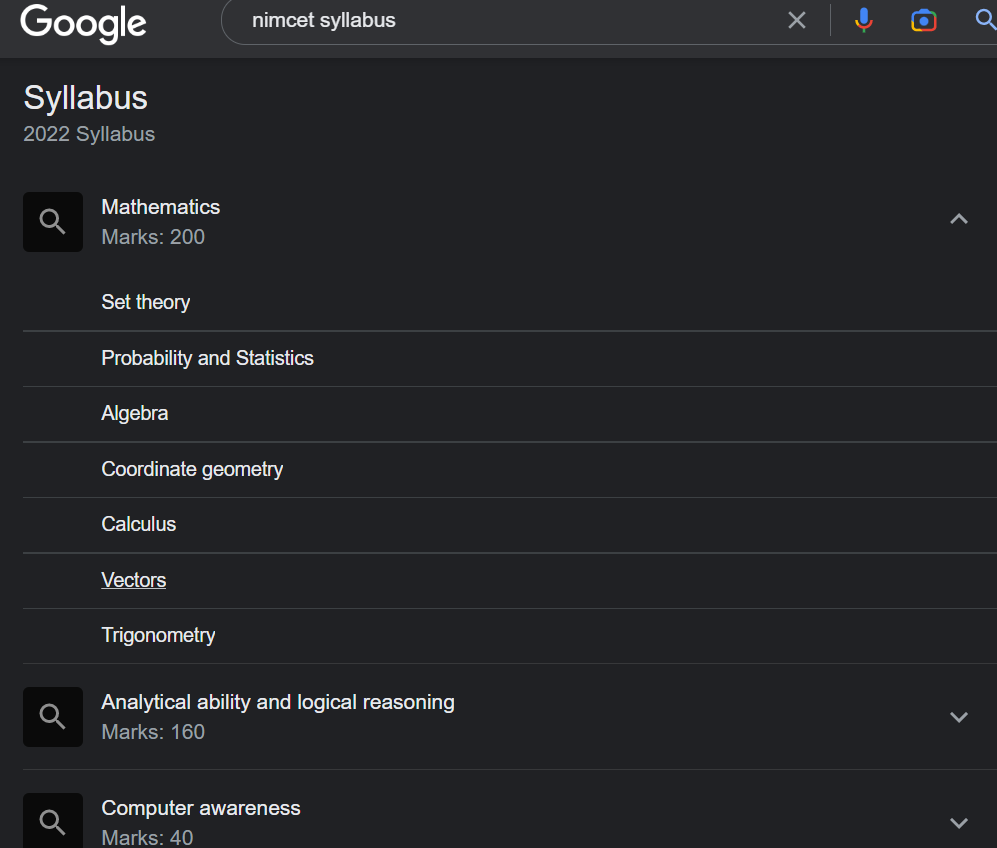 Google
nimcet syllabus
Syllabus
2022 Syllabus
Mathematics
Marks: 200
Set theory
Probability and Statistics
Algebra
Coordinate geometry
Calculus
Vectors
Trigonometry
Analytical ability and logical reasoning
Marks: 160
Computer awareness
Marks: 40